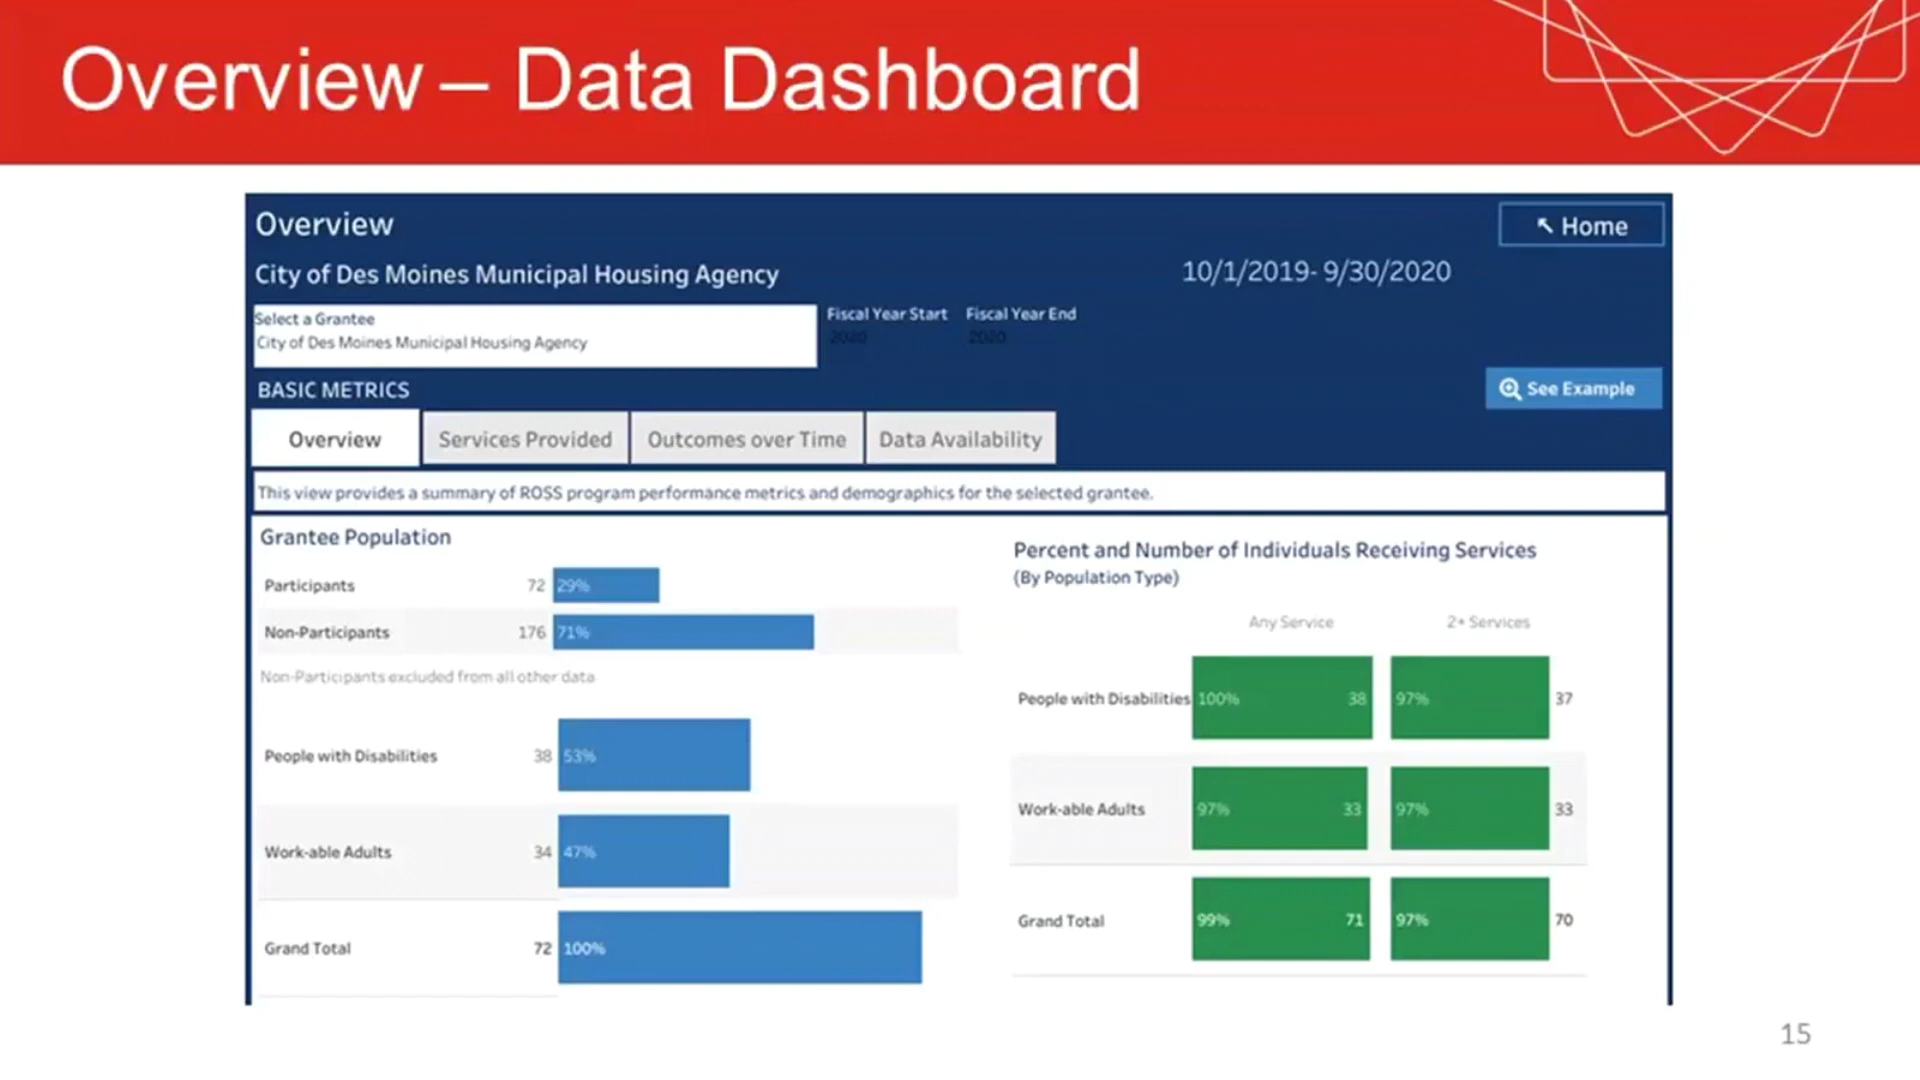 Overview – Data Dashboard
Overview
↖ Home
City of Des Moines Municipal Housing Agency
10/1/2019- 9/30/2020
Select a Grantee
City of Des Moines Municipal Housing Agency
Fiscal Year Start
2020
Fiscal Year End
2020
BASIC METRICS
See Example
Overview
Services Provided
Outcomes over Time
Data Availability
This view provides a summary of ROSS program performance metrics and demographics for the selected grantee.
Grantee Population
Participants 72 29%
Non-Participants 176 71%
Non-Participants excluded from all other data
People with Disabilities 38 53%
Work-able Adults 34 47%
Grand Total 72 100%
Percent and Number of Individuals Receiving Services
(By Population Type)
Any Service 2+ Services
People with Disabilities 100% 38 97% 37
Work-able Adults 97% 33 97% 33
Grand Total 99% 71 97% 70
15